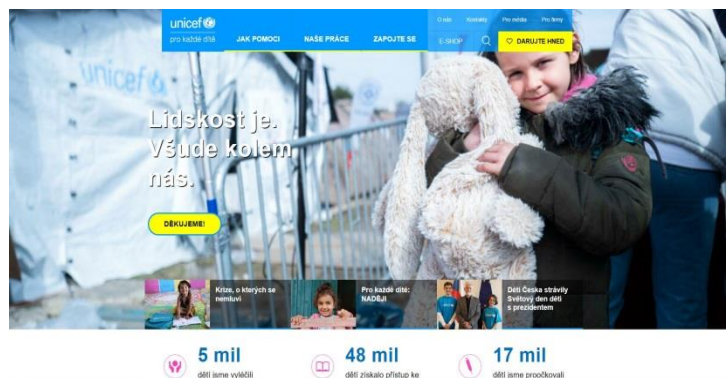 unicef
pro každé dítě
JAK POMOCI
NAŠE PRÁCE
ZAPOJTE SE
O nás
Kontakty
Pro média
Pro firmy
E-SHOP
DARUJTE HNED
unicef
Lidskost je.
Všude kolem
nás.
DĚKUJEME!
Krize, o kterých se
nemluví
Pro každé dítě:
NADĚJI
Děti Česka strávily
Světový den dětí
s prezidentem
5 mil
dětí jsme vyléčili
48 mil
dětí získalo přístup ke
17 mil
dětí jsme proočkovali